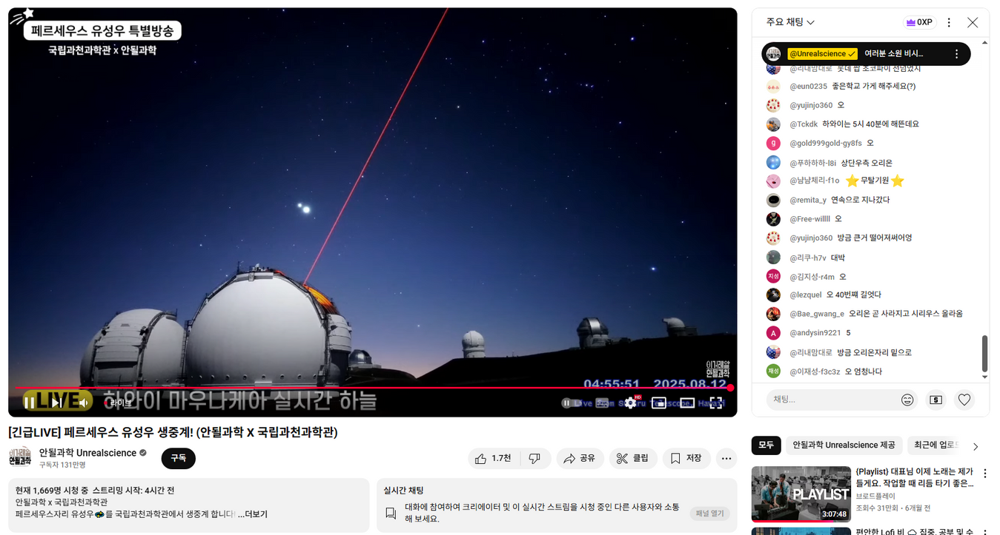 페르세우스 유성우 특별방송
국립과천과학관 x 안될과학
이거레알
안될과학
04:55:51 2025.08.12
LIVE
하와이 마우나케아 실시간 하늘
라이브
HD
[긴급LIVE] 페르세우스 유성우 생중계! (안될과학 X 국립과천과학관)
안될과학 Unrealscience
구독자 131만명
구독
1.7천
공유
클립
저장
현재 1,669명 시청 중 스트리밍 시작: 4시간 전
안될과학 x 국립과천과학관
페르세우스자리 유성우를 국립과천과학관에서 생중계 합니다! ...더보기
실시간 채팅
대화에 참여하여 크리에이터 및 이 실시간 스트림을 시청 중인 다른 사용자와 소통
해 보세요.
패널 열기
주요 채팅
0XP
@Unrealscience 여러분 소원 비시...
@리내맘대로 롯데 쌀 초코파이 선넘었지
@eun0235 좋은학교 가게 해주세요(?)
@yujinjo360 오
@Tckdk 하와이는 5시 40분에 해뜬데요
g @gold999gold-gy8fs 오
@푸하하하-l8i 상단우측 오리온
@냠냠체리-f1o ⭐무탈기원⭐
@remita_y 연속으로 지나갔다
@Free-willll 오
@yujinjo360 방금 큰거 떨어져써어엉
@리쿠-h7v 대박
지성 @김지성-r4m 오
@lezquel 오 40번째 길엇다
@Bae_gwang_e 오리온 곧 사라지고 시리우스 올라옴
A @andysin9221 5
@리내맘대로 방금 오리온자리 밑으로
재성 @이재성-f3c3z 오 엄청나다
채팅...
모두
안될과학 Unrealscience 제공
최근에 업로드
PLAYLIST
3:07:48
{Playlist} 대표님 이제 노래는 제가
틀게요. 작업할 때 리듬 타기 좋은...
브로드플레이
조회수 31만회 • 6개월 전
편안한 Lofi 비 집중, 공부 및 수